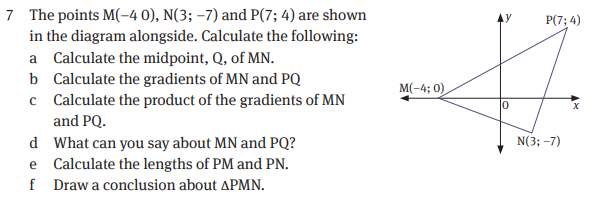 7 The points M(−4 0), N(3; −7) and P(7; 4) are shown
in the diagram alongside. Calculate the following:
a Calculate the midpoint, Q, of MN.
b Calculate the gradients of MN and PQ
c Calculate the product of the gradients of MN
and PQ.
d What can you say about MN and PQ?
e Calculate the lengths of PM and PN.
f Draw a conclusion about ΔPMN.
y
P(7; 4)
M(−4; 0)
0
x
N(3; −7)